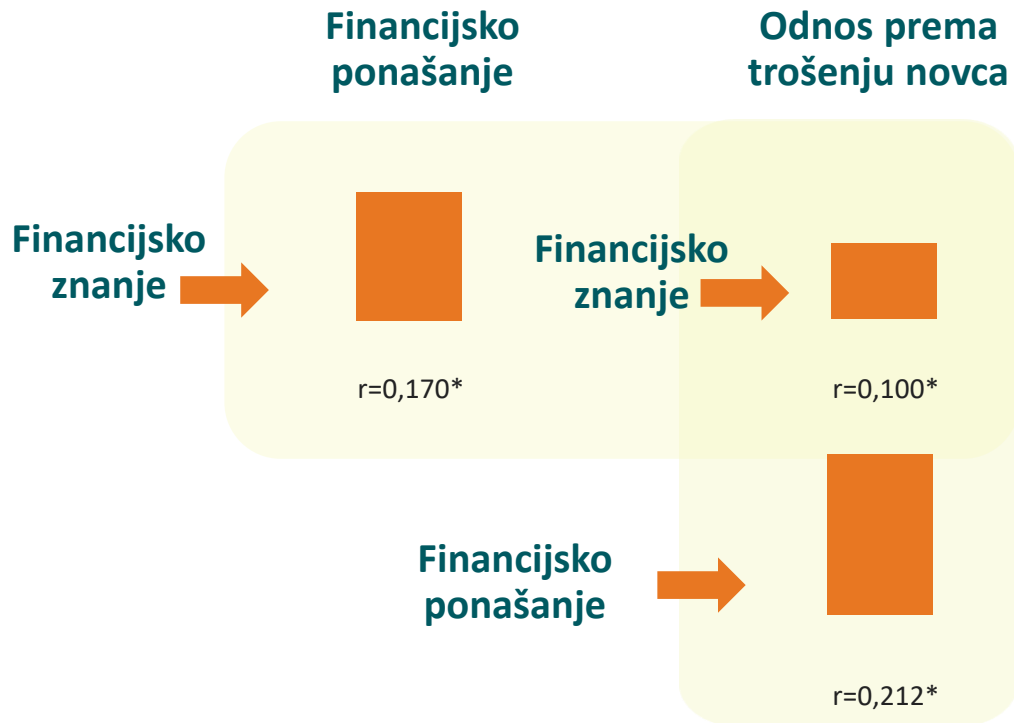 Financijsko
ponašanje
Odnos prema
trošenju novca
Financijsko
znanje
Financijsko
znanje
r=0,170*
r=0,100*
Financijsko
ponašanje
r=0,212*